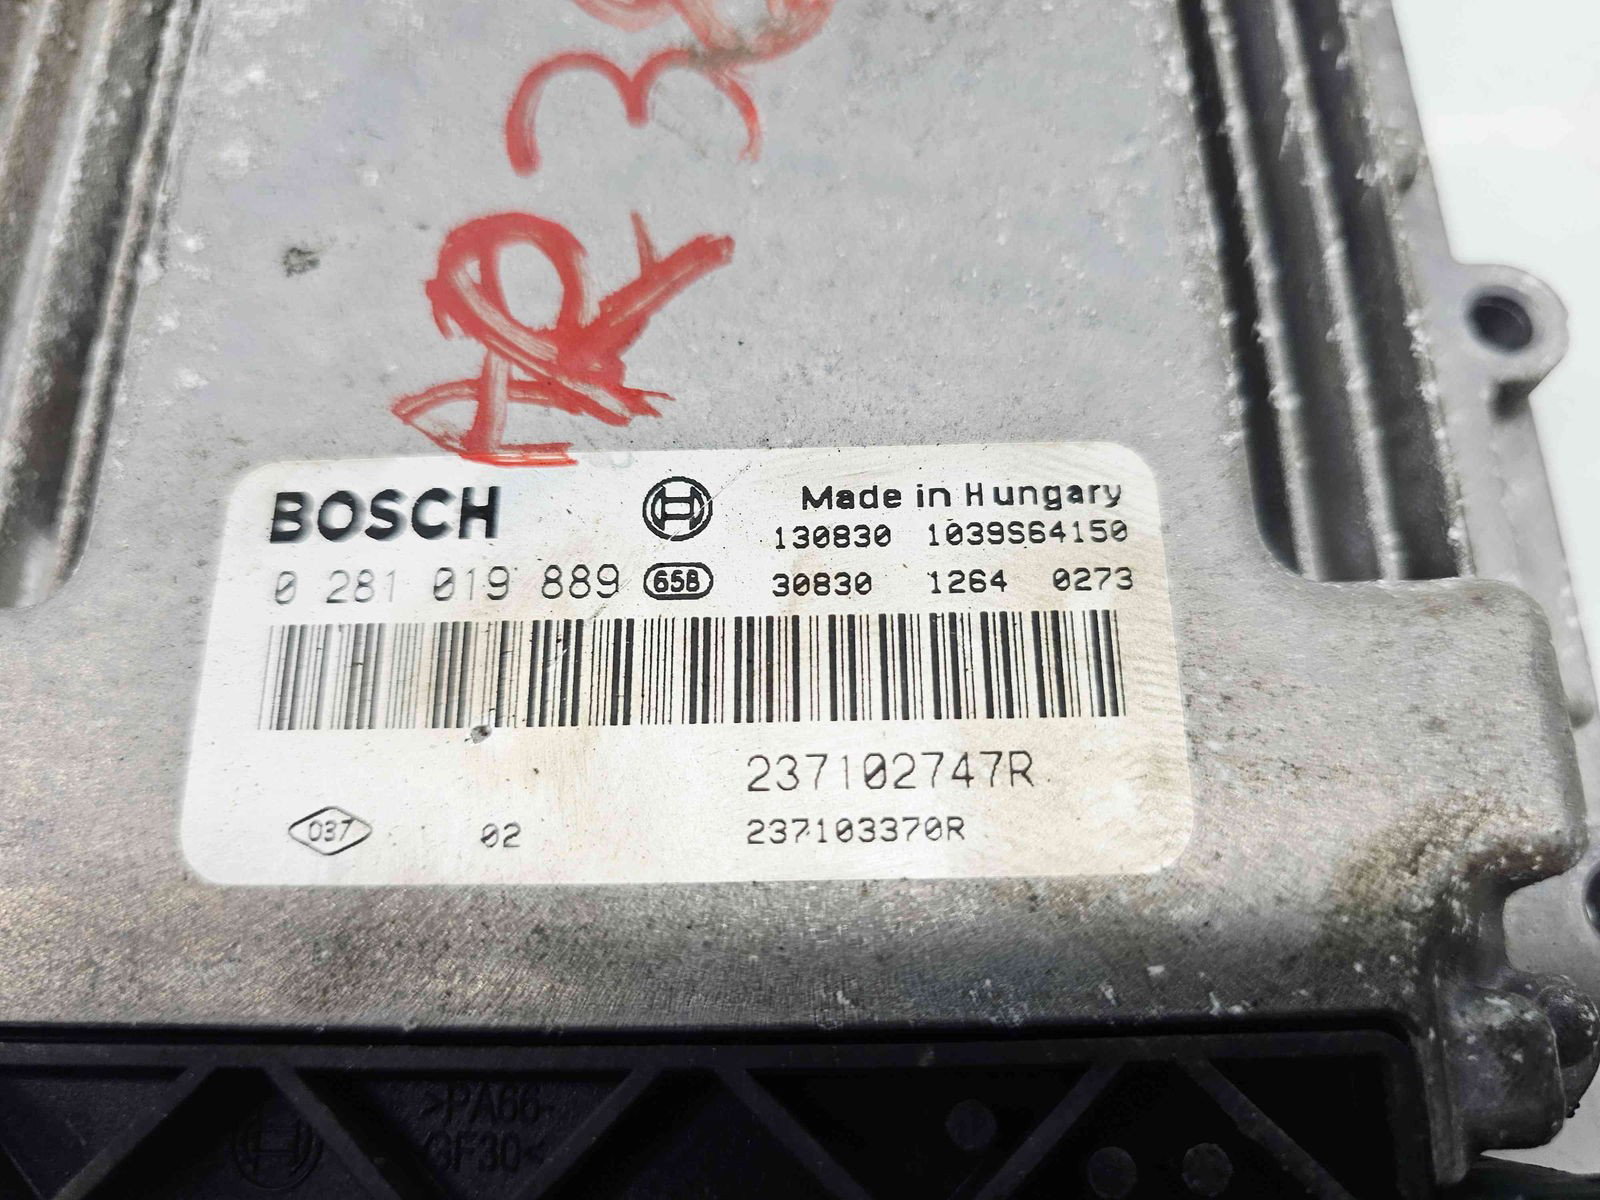 BOSCH
Made in Hungary
130830 1039S64150
0 281 019 889 65B 30830 1264 0273
237102747R
037 02 237103370R
>PA66-
GF30<